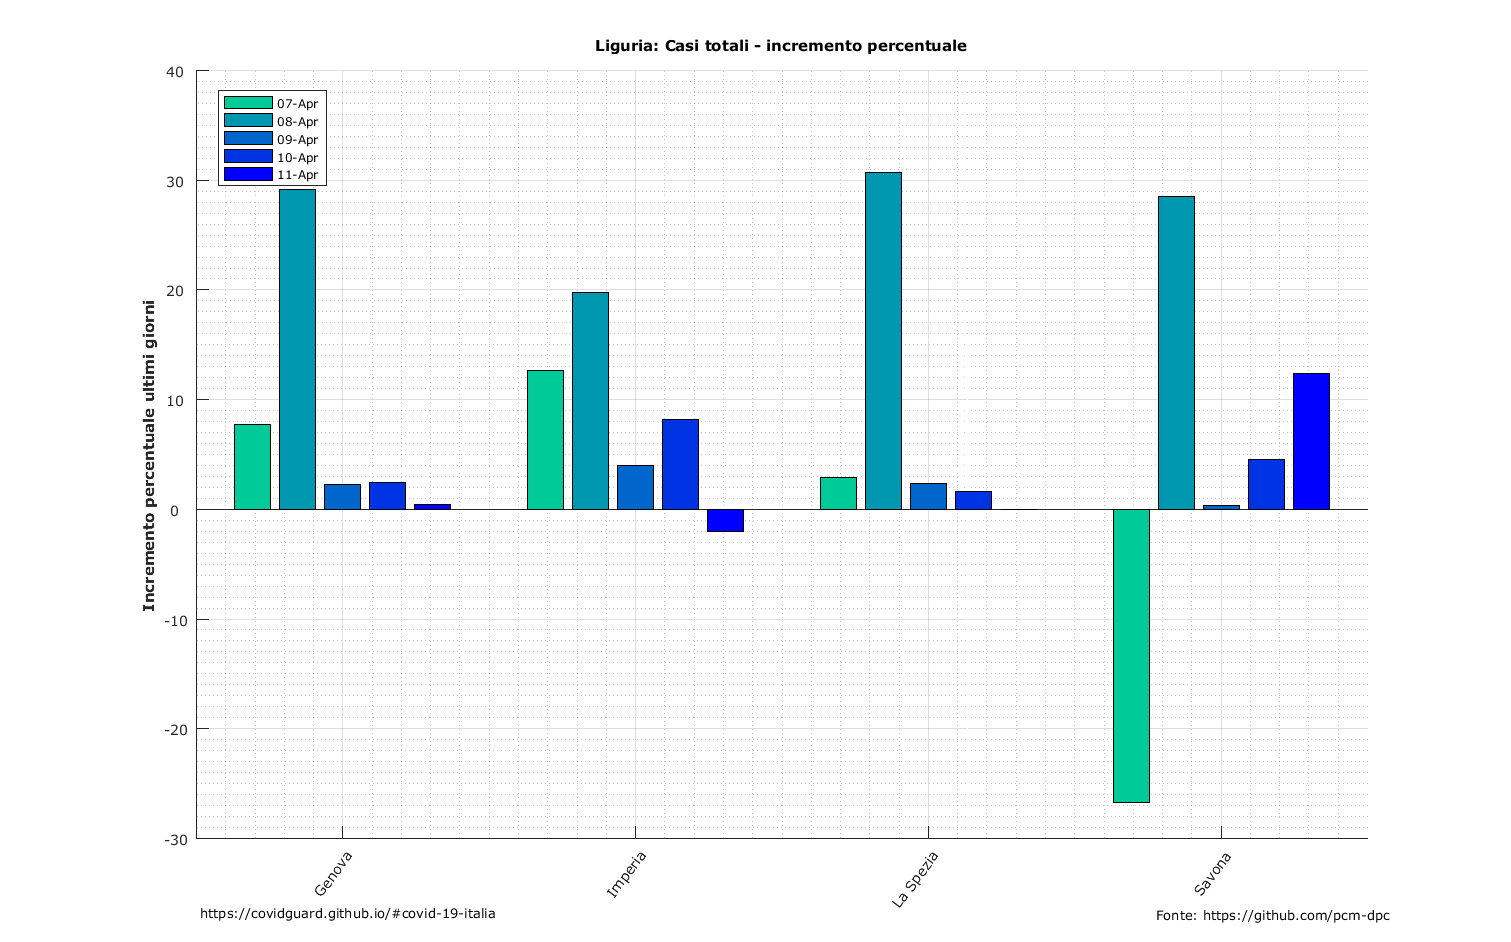 Liguria: Casi totali - incremento percentuale
40
30
20
10
0
-10
-20
-30
Incremento percentuale ultimi giorni
07-Apr
08-Apr
09-Apr
10-Apr
11-Apr
Genova
Imperia
La Spezia
Savona
https://covidguard.github.io/#covid-19-italia
Fonte: https://github.com/pcm-dpc